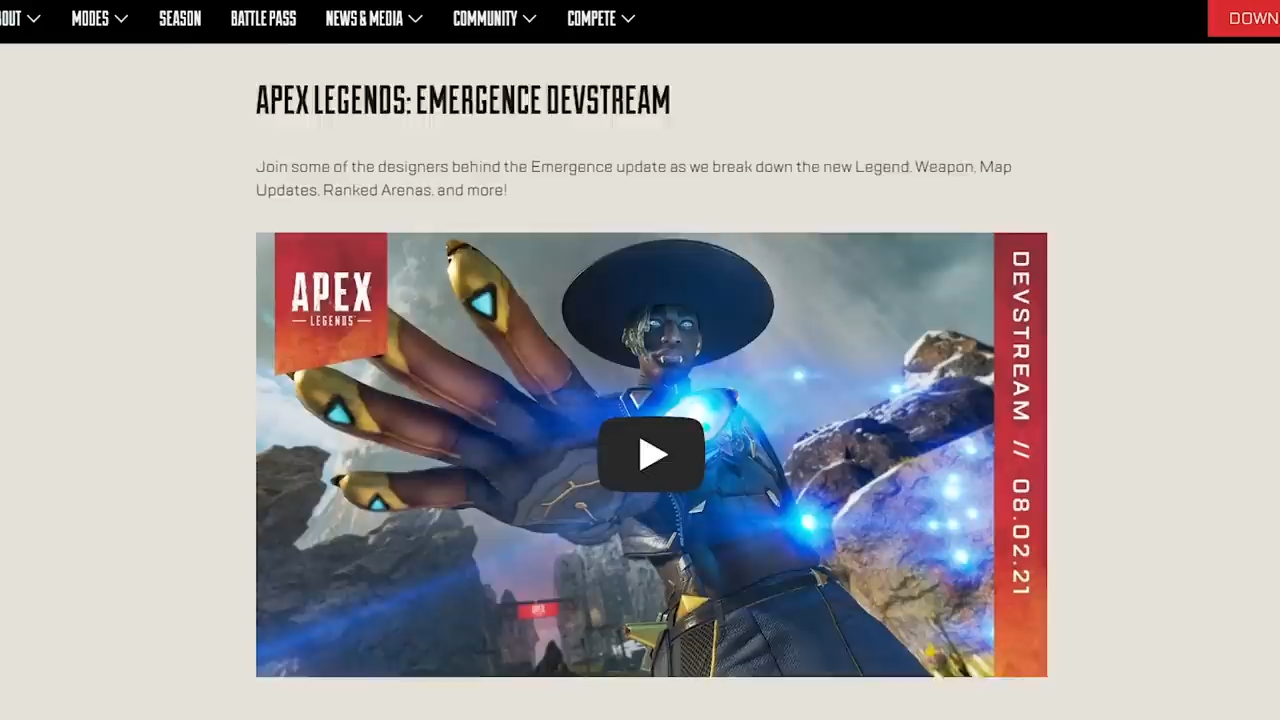 OUT
MODES
SEASON
BATTLE PASS
NEWS & MEDIA
COMMUNITY
COMPETE
DOWN
APEX LEGENDS: EMERGENCE DEVSTREAM
Join some of the designers behind the Emergence update as we break down the new Legend, Weapon, Map
Updates, Ranked Arenas, and more!
APEX
LEGENDS
DEVSTREAM // 08.02.21
APEX